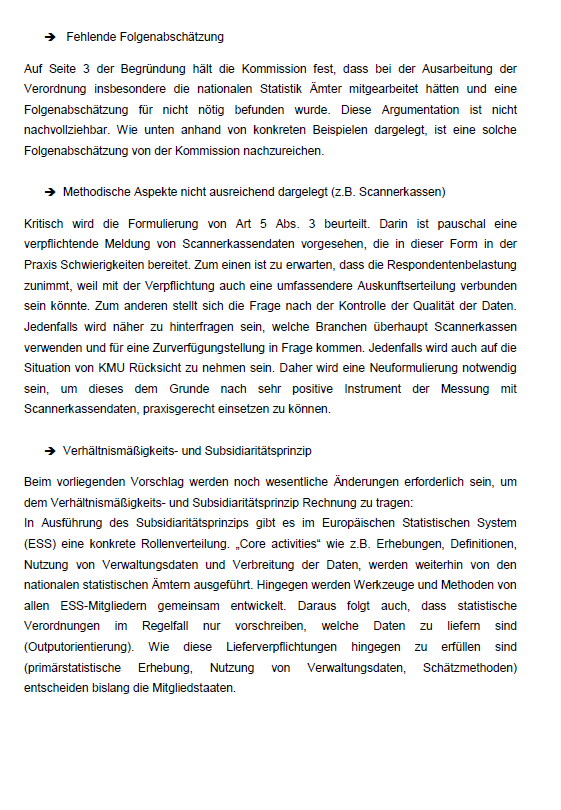 ➔ Fehlende Folgenabschätzung
Auf Seite 3 der Begründung hält die Kommission fest, dass bei der Ausarbeitung der
Verordnung insbesondere die nationalen Statistik Ämter mitgearbeitet hätten und eine
Folgenabschätzung für nicht nötig befunden wurde. Diese Argumentation ist nicht
nachvollziehbar. Wie unten anhand von konkreten Beispielen dargelegt, ist eine solche
Folgenabschätzung von der Kommission nachzureichen.
➔ Methodische Aspekte nicht ausreichend dargelegt (z.B. Scannerkassen)
Kritisch wird die Formulierung von Art 5 Abs. 3 beurteilt. Darin ist pauschal eine
verpflichtende Meldung von Scannerkassendaten vorgesehen, die in dieser Form in der
Praxis Schwierigkeiten bereitet. Zum einen ist zu erwarten, dass die Respondentenbelastung
zunimmt, weil mit der Verpflichtung auch eine umfassendere Auskunftserteilung verbunden
sein könnte. Zum anderen stellt sich die Frage nach der Kontrolle der Qualität der Daten.
Jedenfalls wird näher zu hinterfragen sein, welche Branchen überhaupt Scannerkassen
verwenden und für eine Zurverfügungstellung in Frage kommen. Jedenfalls wird auch auf die
Situation von KMU Rücksicht zu nehmen sein. Daher wird eine Neuformulierung notwendig
sein, um dieses dem Grunde nach sehr positive Instrument der Messung mit
Scannerkassendaten, praxisgerecht einsetzen zu können.
➔ Verhältnismäßigkeits- und Subsidiaritätsprinzip
Beim vorliegenden Vorschlag werden noch wesentliche Änderungen erforderlich sein, um
dem Verhältnismäßigkeits- und Subsidiaritätsprinzip Rechnung zu tragen:
In Ausführung des Subsidiaritätsprinzips gibt es im Europäischen Statistischen System
(ESS) eine konkrete Rollenverteilung. „Core activities“ wie z.B. Erhebungen, Definitionen,
Nutzung von Verwaltungsdaten und Verbreitung der Daten, werden weiterhin von den
nationalen statistischen Ämtern ausgeführt. Hingegen werden Werkzeuge und Methoden von
allen ESS-Mitgliedern gemeinsam entwickelt. Daraus folgt auch, dass statistische
Verordnungen im Regelfall nur vorschreiben, welche Daten zu liefern sind
(Outputorientierung). Wie diese Lieferverpflichtungen hingegen zu erfüllen sind
(primärstatistische Erhebung, Nutzung von Verwaltungsdaten, Schätzmethoden)
entscheiden bislang die Mitgliedstaaten.